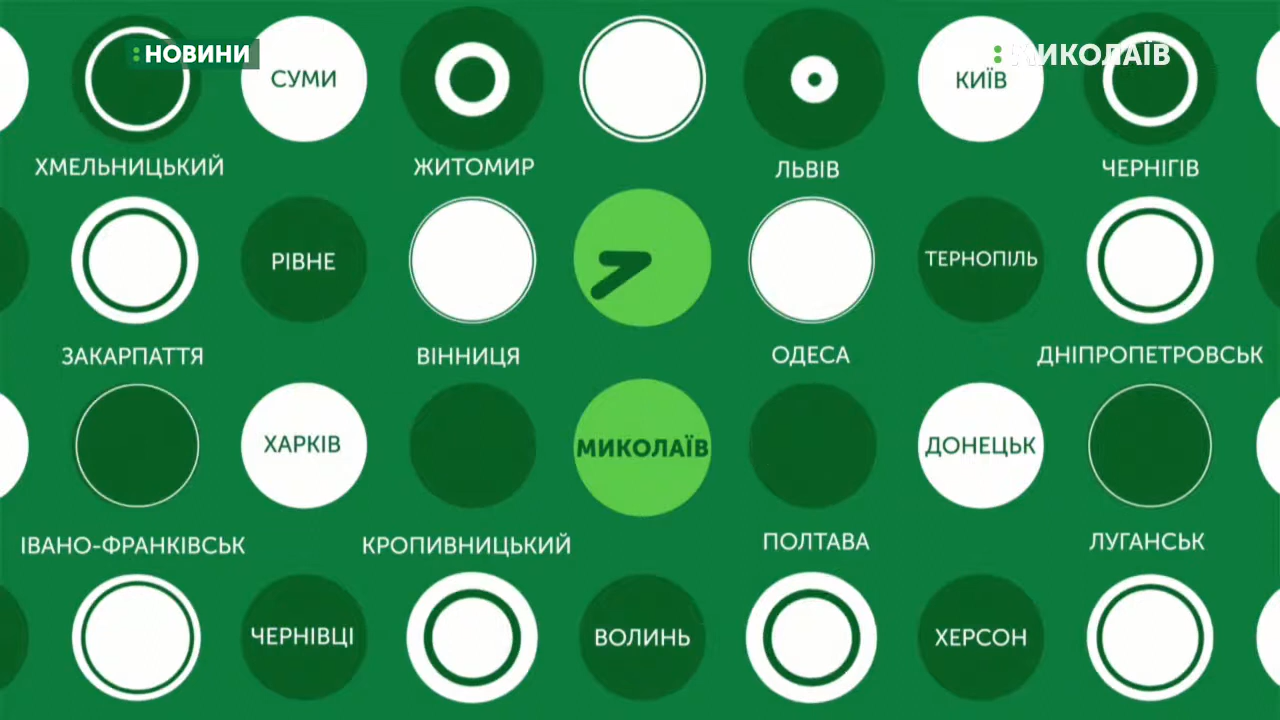 НОВИНИ
МИКОЛАЇВ
СУМИ
КИЇВ
ХМЕЛЬНИЦЬКИЙ
ЖИТОМИР
ЛЬВІВ
ЧЕРНІГІВ
РІВНЕ
ТЕРНОПІЛЬ
ЗАКАРПАТТЯ
ВІННИЦЯ
ОДЕСА
ДНІПРОПЕТРОВСЬК
ХАРКІВ
МИКОЛАЇВ
ДОНЕЦЬК
ІВАНО-ФРАНКІВСЬК
КРОПИВНИЦЬКИЙ
ПОЛТАВА
ЛУГАНСЬК
ЧЕРНІВЦІ
ВОЛИНЬ
ХЕРСОН